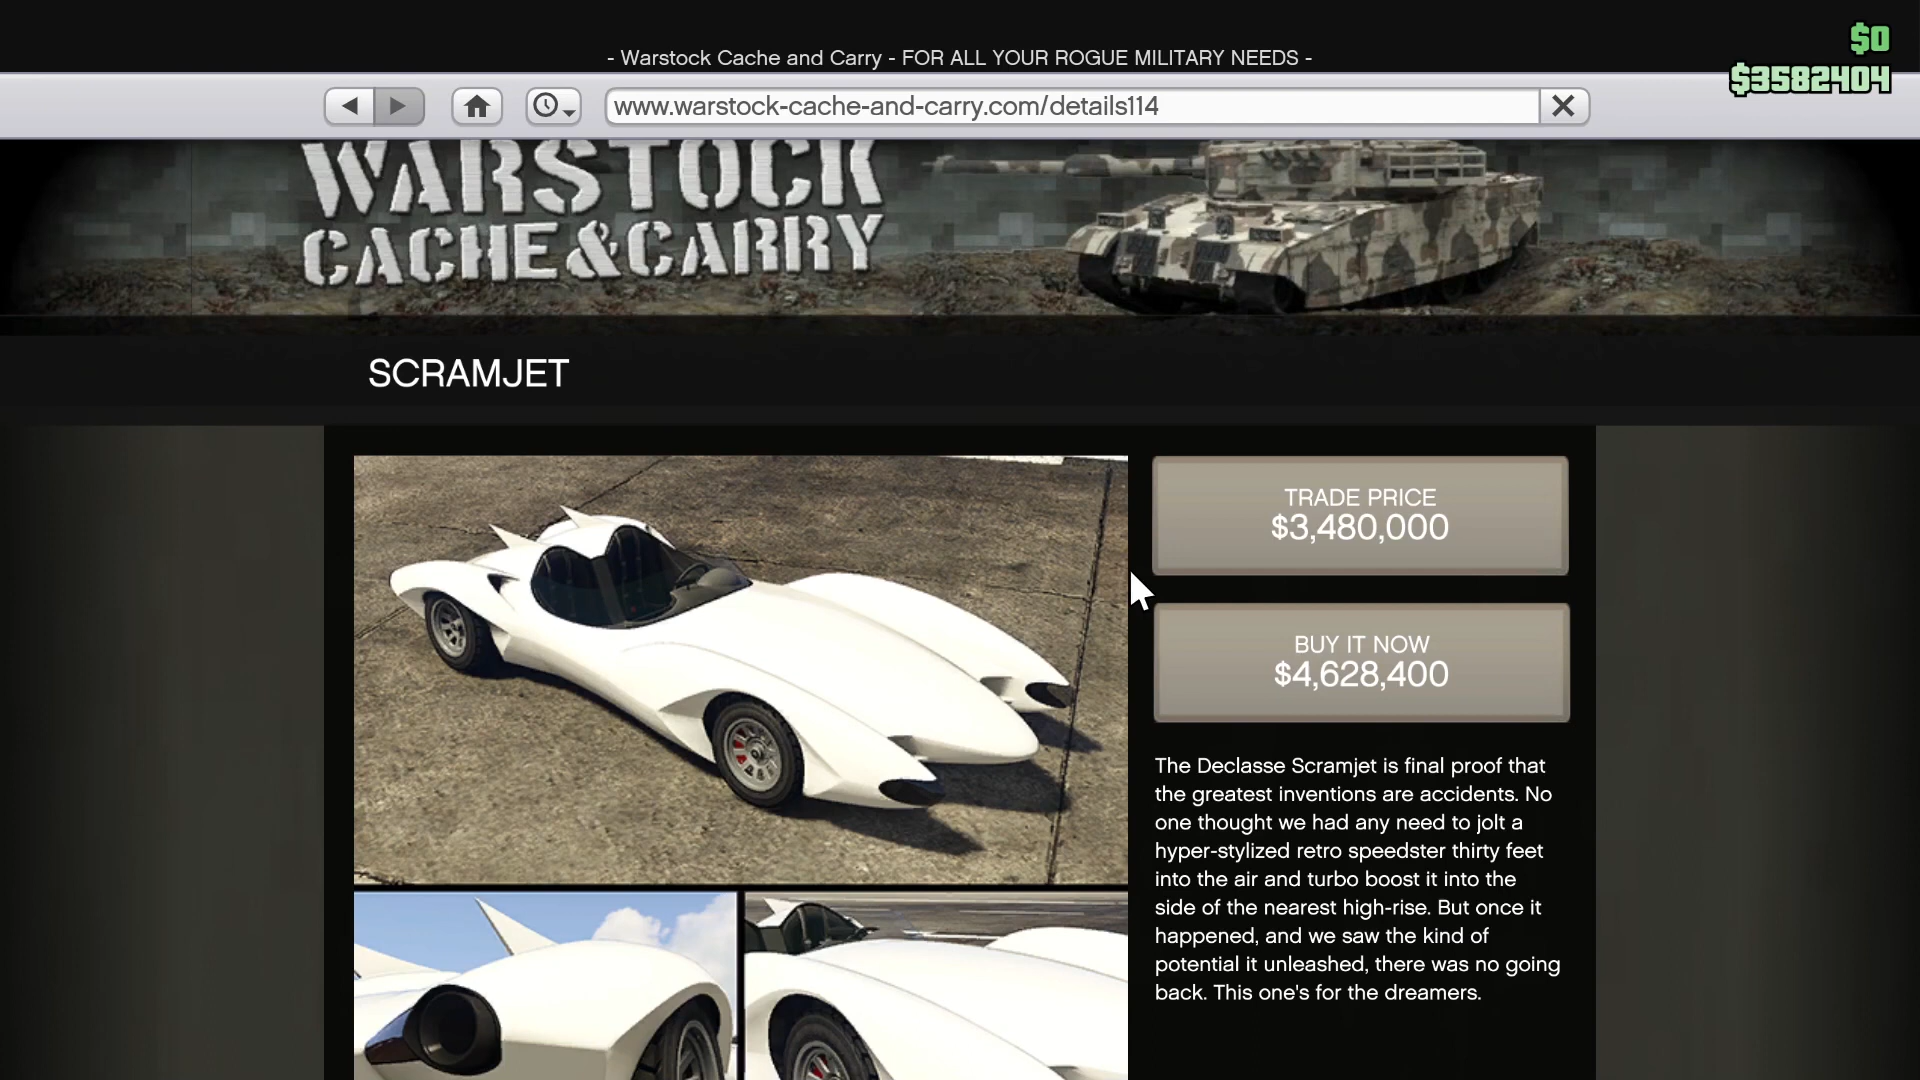 $0
- Warstock Cache and Carry - FOR ALL YOUR ROGUE MILITARY NEEDS -
$3582404
www.warstock-cache-and-carry.com/details114
WARSTOCK
CACHE & CARRY
SCRAMJET
TRADE PRICE
$3,480,000
BUY IT NOW
$4,628,400
The Declasse Scramjet is final proof that
the greatest inventions are accidents. No
one thought we had any need to jolt a
hyper-stylized retro speedster thirty feet
into the air and turbo boost it into the
side of the nearest high-rise. But once it
happened, and we saw the kind of
potential it unleashed, there was no going
back. This one's for the dreamers.